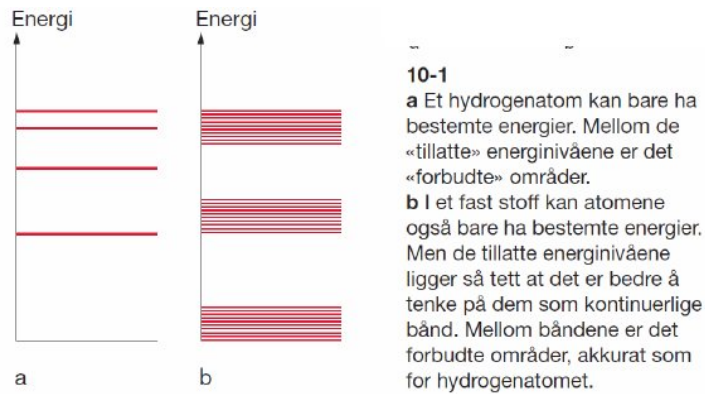 Energi
Energi
a
b
10-1
a Et hydrogenatom kan bare ha
bestemte energier. Mellom de
«tillatte» energinivåene er det
«forbudte» områder.
b I et fast stoff kan atomene
også bare ha bestemte energier.
Men de tillatte energinivåene
ligger så tett at det er bedre å
tenke på dem som kontinuerlige
bånd. Mellom båndene er det
forbudte områder, akkurat som
for hydrogenatomet.